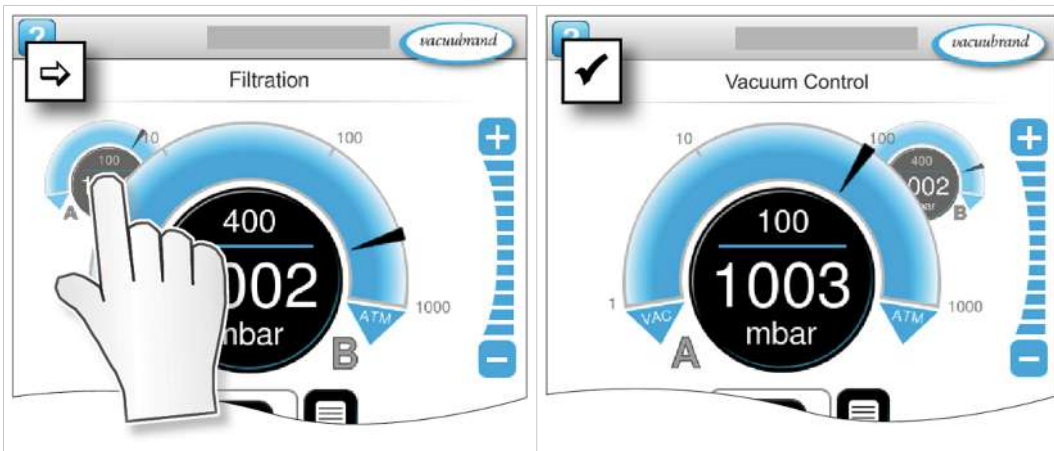 ?
vacuubrand
Filtration
10
100
100
A
400
002
mbar
1000
ATM
B
vacuubrand
Vacuum Control
10
100
400
002
B
100
1003
mbar
1
1000
VAC
ATM
A